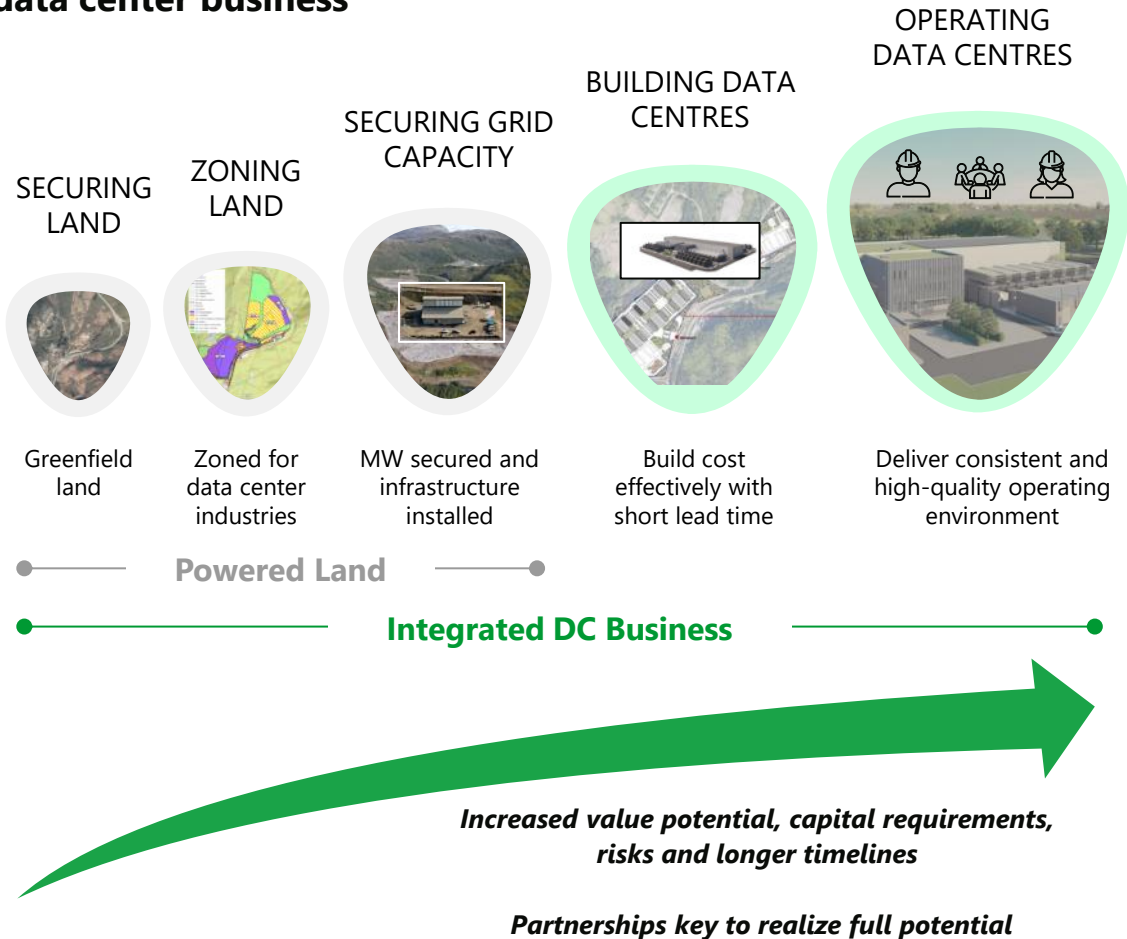 data center business
SECURING
LAND
ZONING
LAND
SECURING GRID
CAPACITY
BUILDING DATA
CENTRES
OPERATING
DATA CENTRES
Greenfield
land
Zoned for
data center
industries
MW secured and
infrastructure
installed
Build cost
effectively with
short lead time
Deliver consistent and
high-quality operating
environment
Powered Land
Integrated DC Business
Increased value potential, capital requirements,
risks and longer timelines
Partnerships key to realize full potential